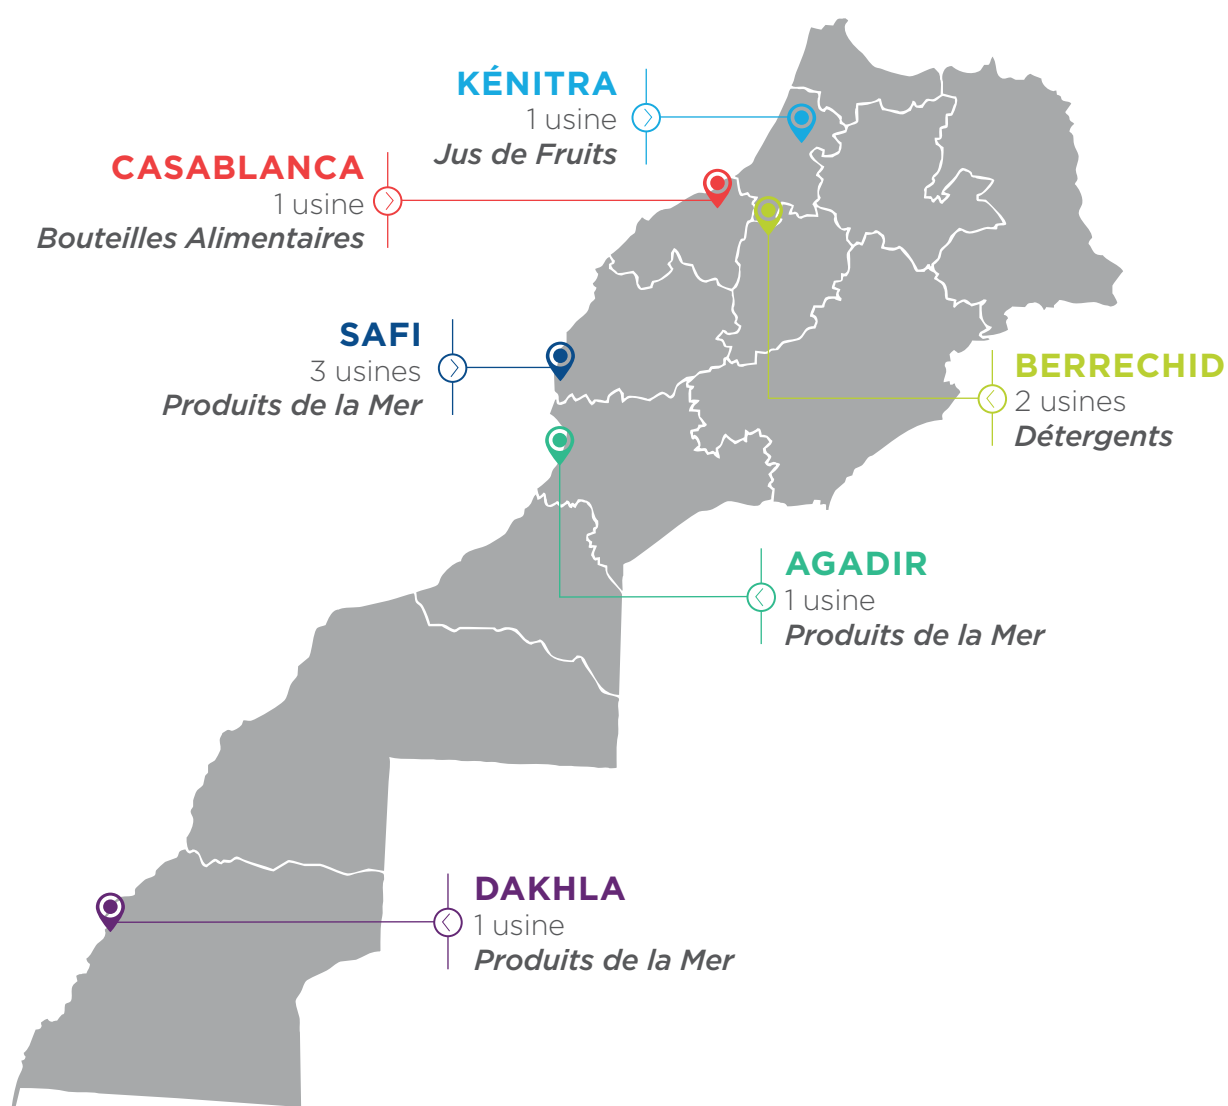 KÉNITRA
1 usine
Jus de Fruits
CASABLANCA
1 usine
Bouteilles Alimentaires
SAFI
3 usines
Produits de la Mer
BERRECHID
2 usines
Détergents
AGADIR
1 usine
Produits de la Mer
DAKHLA
1 usine
Produits de la Mer